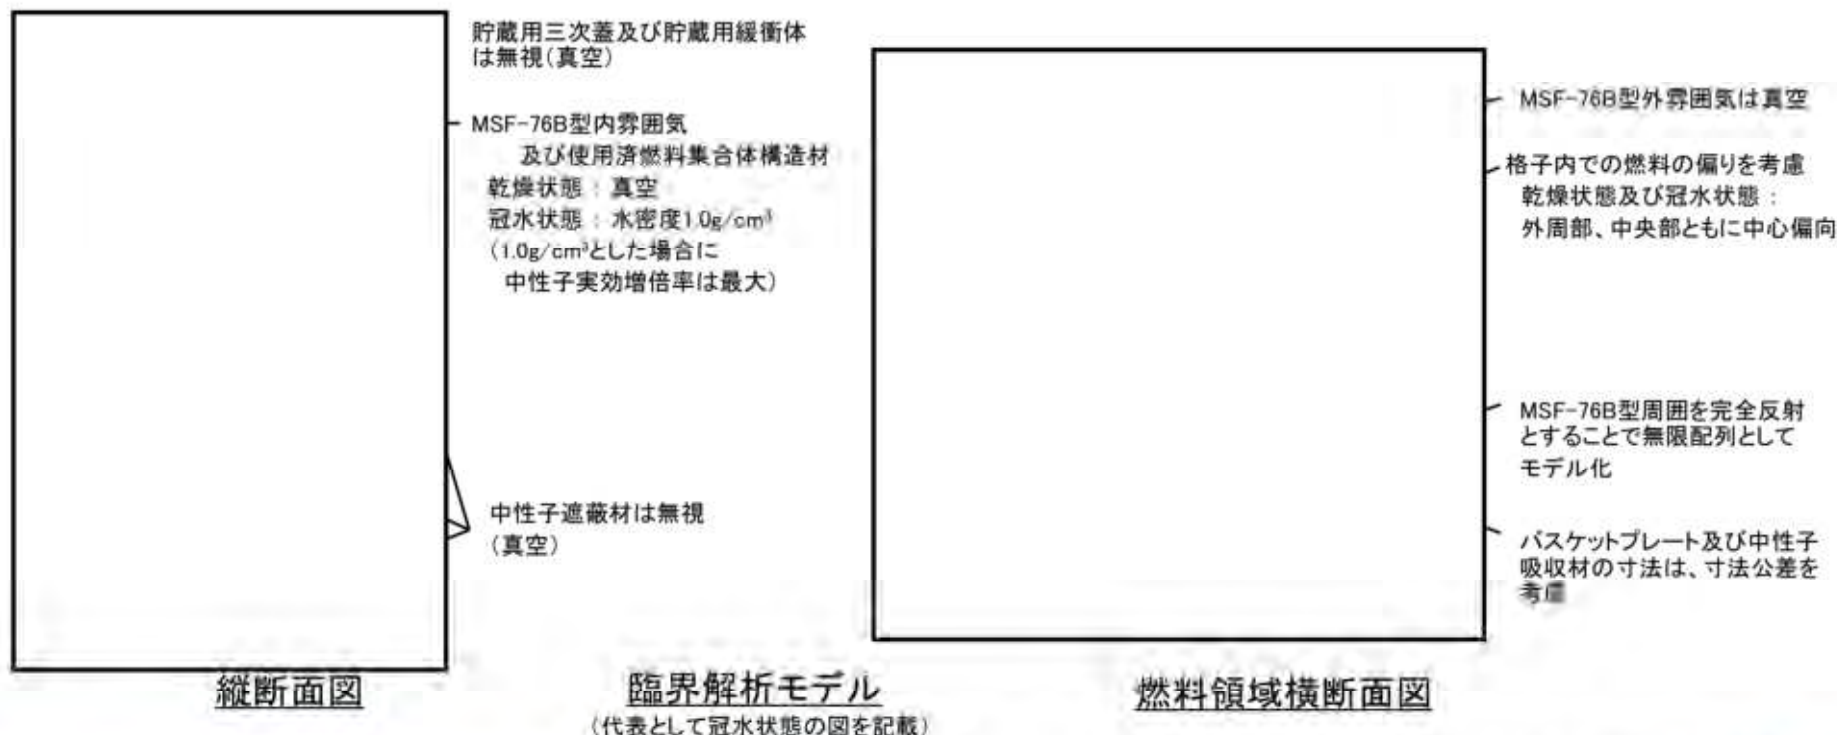 貯蔵用三次蓋及び貯蔵用緩衝体
は無視(真空)
MSF-76B型内雰囲気
及び使用済燃料集合体構造材
乾燥状態：真空
冠水状態：水密度1.0g/cm³
(1.0g/cm³とした場合に
中性子実効増倍率は最大)
中性子遮蔽材は無視
(真空)
縦断面図
臨界解析モデル
(代表として冠水状態の図を記載)
MSF-76B型外雰囲気は真空
格子内での燃料の偏りを考慮
乾燥状態及び冠水状態：
外周部、中央部ともに中心偏向
MSF-76B型周囲を完全反射
とすることで無限配列として
モデル化
バスケットプレート及び中性子
吸収材の寸法は、寸法公差を
考慮
燃料領域横断面図